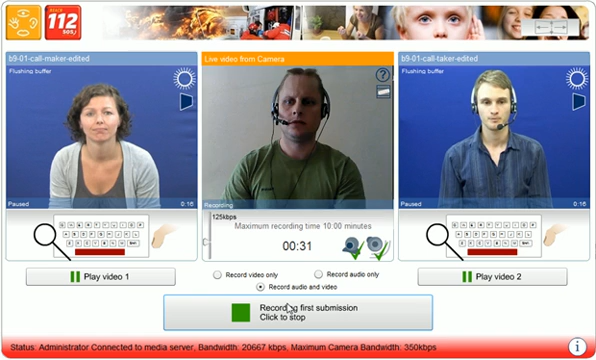 REACH
112
SOS/
b9-01-call-maker-edited
Flushing buffer
Paused
0:16
Play video 1
Live video from Camera
?
Recording
125kbps
Maximum recording time 10:00 minutes
00:31
Record video only
Record audio only
Record audio and video
b9-01-call-taker-edited
Flushing buffer
Paused
0:16
Play video 2
Recording first submission
Click to stop
Status: Administrator Connected to media server, Bandwidth: 20667 kbps, Maximum Camera Bandwidth: 350kbps
i